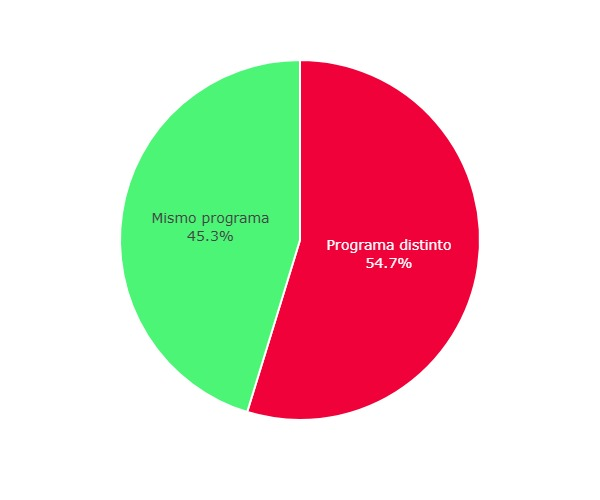 Mismo programa
45.3%
Programa distinto
54.7%